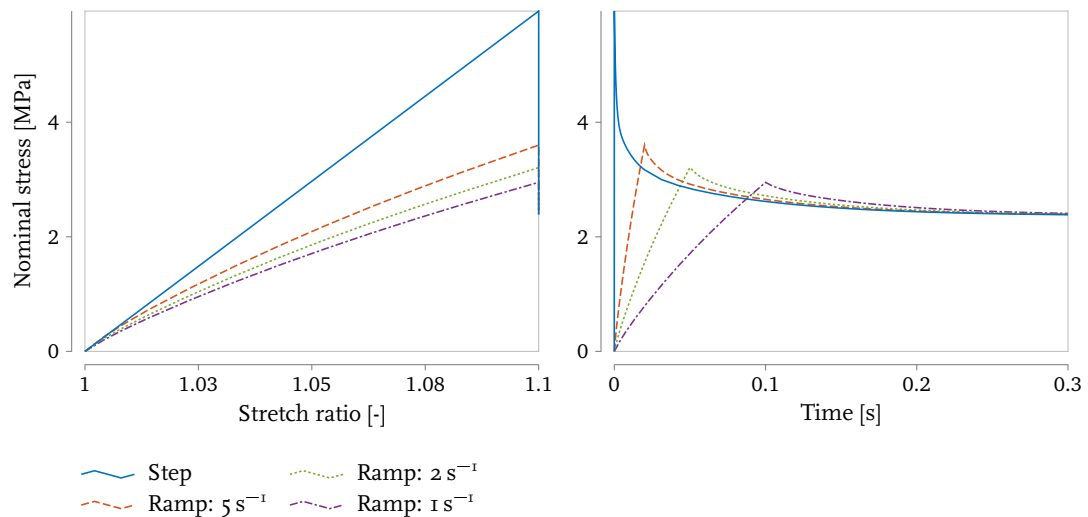 Nominal stress [MPa]
4
2
0
1
1.03
1.05
1.08
1.1
Stretch ratio [-]
4
2
0
0
0.1
0.2
0.3
Time [s]
Step
Ramp: 2 s⁻¹
Ramp: 5 s⁻¹
Ramp: 1 s⁻¹